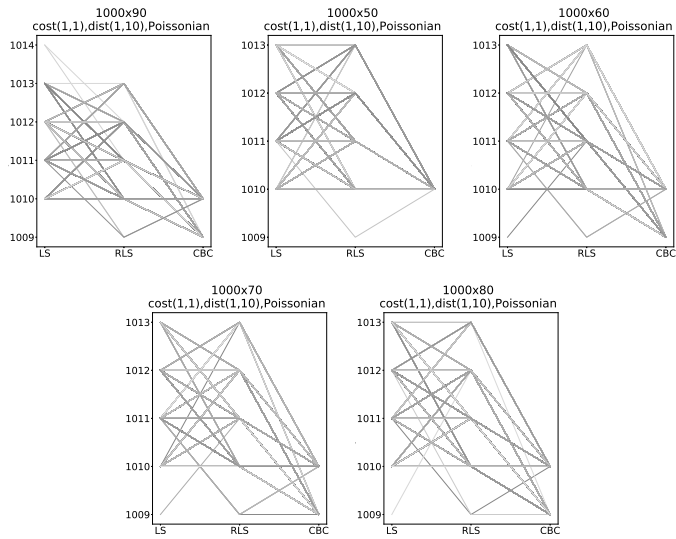 1000x90
cost(1,1),dist(1,10),Poissonian
1014
1013
1012
1011
1010
1009
LS
RLS
CBC
1000x50
cost(1,1),dist(1,10),Poissonian
1013
1012
1011
1010
1009
LS
RLS
CBC
1000x60
cost(1,1),dist(1,10),Poissonian
1013
1012
1011
1010
1009
LS
RLS
CBC
1000x70
cost(1,1),dist(1,10),Poissonian
1013
1012
1011
1010
1009
LS
RLS
CBC
1000x80
cost(1,1),dist(1,10),Poissonian
1013
1012
1011
1010
1009
LS
RLS
CBC